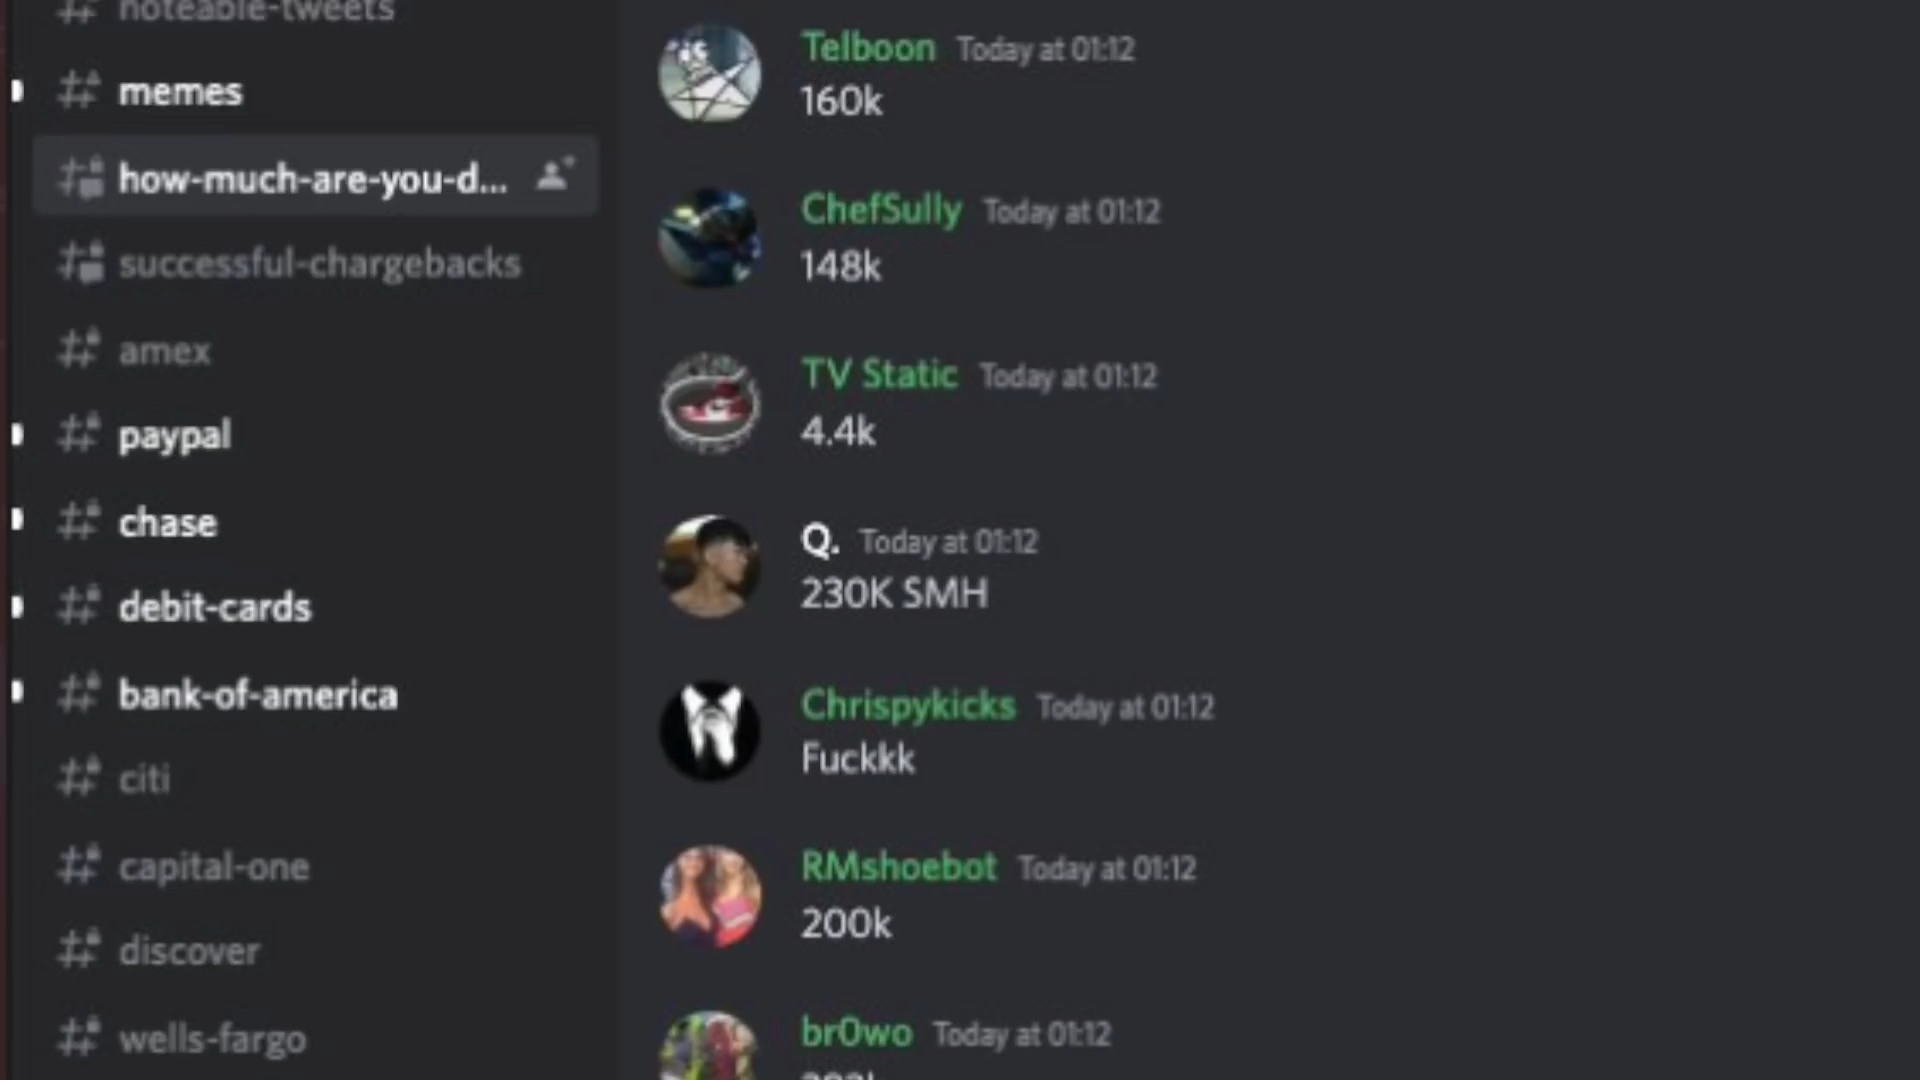 noteable-tweets
memes
how-much-are-you-d...
successful-chargebacks
amex
paypal
chase
debit-cards
bank-of-america
citi
capital-one
discover
wells-fargo
Telboon Today at 01:12
160k
ChefSully Today at 01:12
148k
TV Static Today at 01:12
4.4k
Q. Today at 01:12
230K SMH
Chrispykicks Today at 01:12
Fuckkk
RMshoebot Today at 01:12
200k
br0wo Today at 01:12